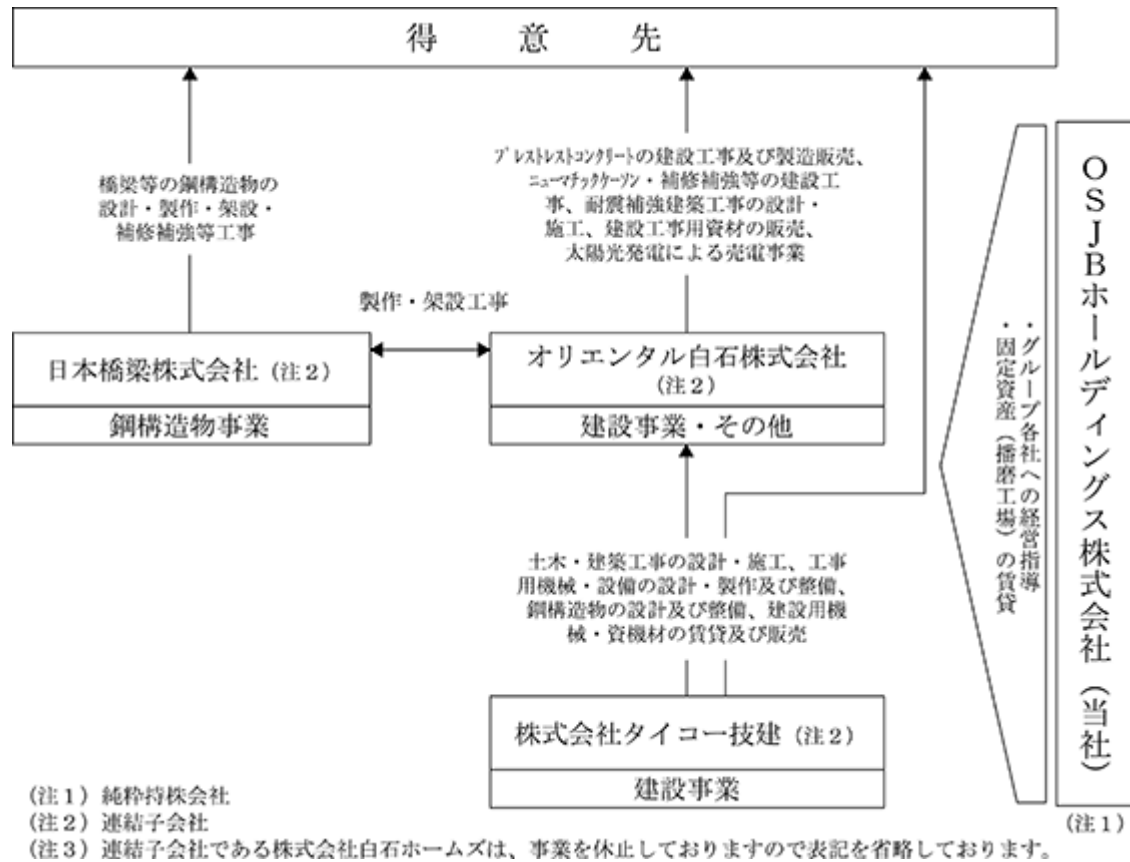 得意先
橋梁等の鋼構造物の
設計・製作・架設・
補修補強等工事
プレストレストコンクリートの建設工事及び製造販売、
ニューマチックケーソン・補修補強等の建設工
事、耐震補強建築工事の設計・
施工、建設工事用資材の販売、
太陽光発電による売電事業
製作・架設工事
日本橋梁株式会社（注２）
鋼構造物事業
オリエンタル白石株式会社
（注２）
建設事業・その他
土木・建築工事の設計・施工、工事
用機械・設備の設計・製作及び整備、
鋼構造物の設計及び整備、建設用機
械・資機材の賃貸及び販売
株式会社タイコー技建（注２）
建設事業
・グループ各社への経営指導
・固定資産（播磨工場）の賃貸
ＯＳＪＢホールディングス株式会社（当社）
（注１）
（注１）純粋持株会社
（注２）連結子会社
（注３）連結子会社である株式会社白石ホームズは、事業を休止しておりますので表記を省略しております。